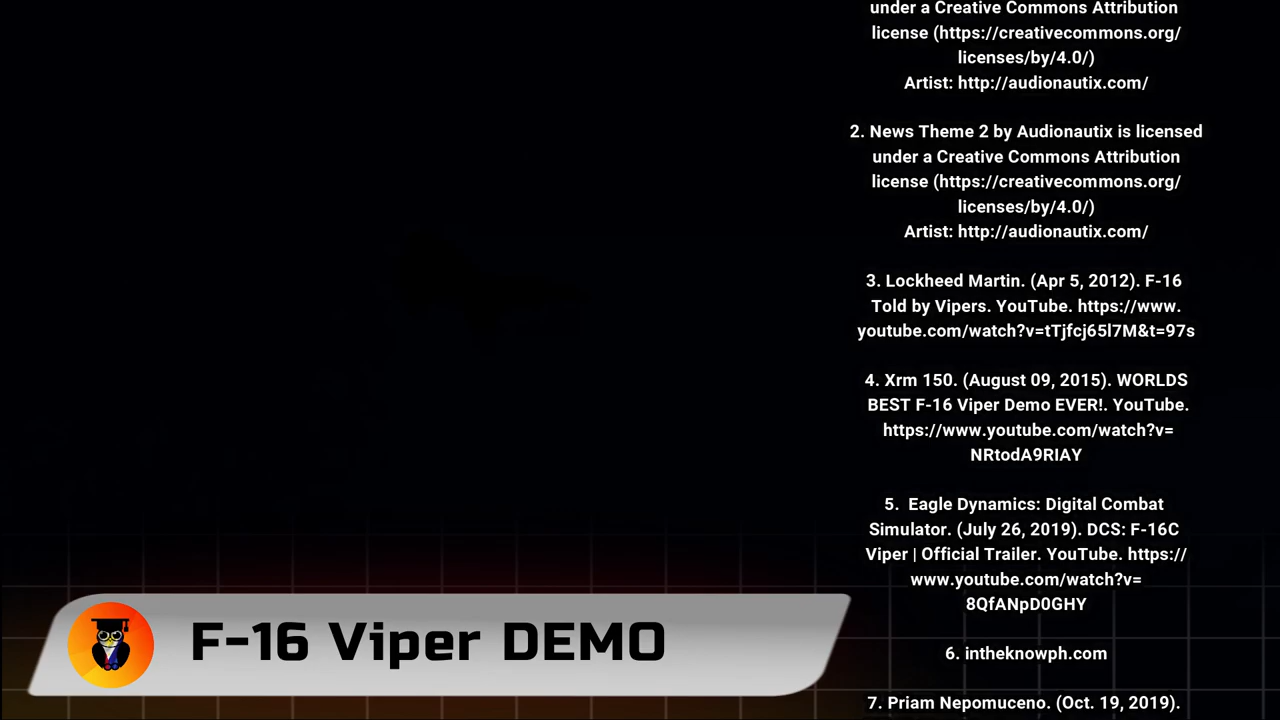 under a Creative Commons Attribution
license (https://creativecommons.org/
licenses/by/4.0/)
Artist: http://audionautix.com/
2. News Theme 2 by Audionautix is licensed
under a Creative Commons Attribution
license (https://creativecommons.org/
licenses/by/4.0/)
Artist: http://audionautix.com/
3. Lockheed Martin. (Apr 5, 2012). F-16
Told by Vipers. YouTube. https://www.
youtube.com/watch?v=tTjfcj65l7M&t=97s
4. Xrm 150. (August 09, 2015). WORLDS
BEST F-16 Viper Demo EVER!. YouTube.
https://www.youtube.com/watch?v=
NRtodA9RIAY
5. Eagle Dynamics: Digital Combat
Simulator. (July 26, 2019). DCS: F-16C
Viper | Official Trailer. YouTube. https://
www.youtube.com/watch?v=
8QfANpD0GHY
6. intheknowph.com
7. Priam Nepomuceno. (Oct. 19, 2019).
F-16 Viper DEMO